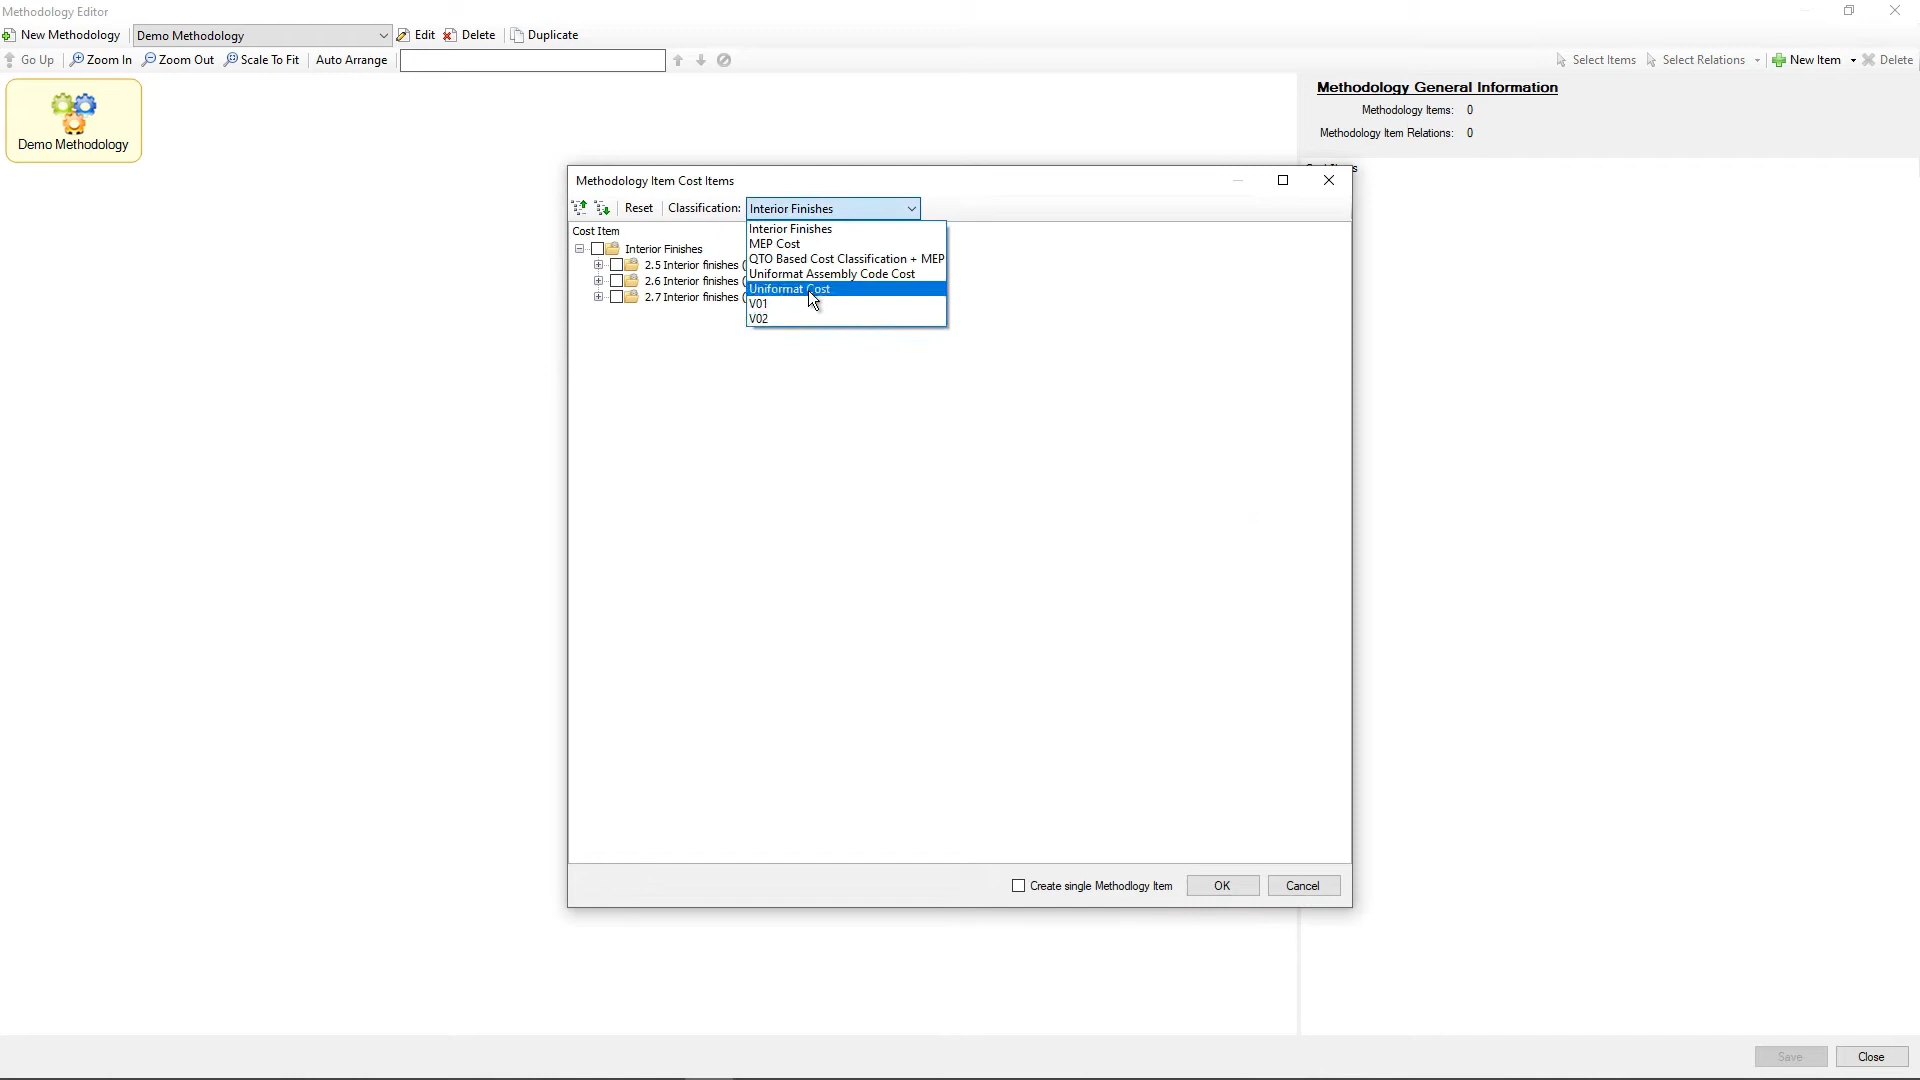 Methodology Editor
New Methodology Demo Methodology Edit Delete Duplicate
Go Up Zoom In Zoom Out Scale To Fit Auto Arrange Select Items Select Relations New Item Delete
Demo Methodology
Methodology General Information
Methodology Items: 0
Methodology Item Relations: 0
Methodology Item Cost Items
Reset Classification: Interior Finishes
Cost Item
Interior Finishes
2.5 Interior finishes (
2.6 Interior finishes (
2.7 Interior finishes (
Interior Finishes
MEP Cost
QTO Based Cost Classification + MEP
Uniformat Assembly Code Cost
Uniformat Cost
V01
V02
Create single Methodlogy Item OK Cancel
Save Close